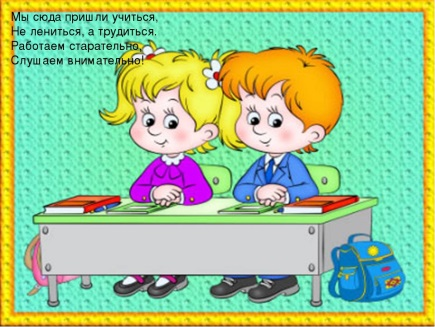 Мы сюда пришли учиться,
Не лениться, а трудиться.
Работаем старательно,
Слушаем внимательно!